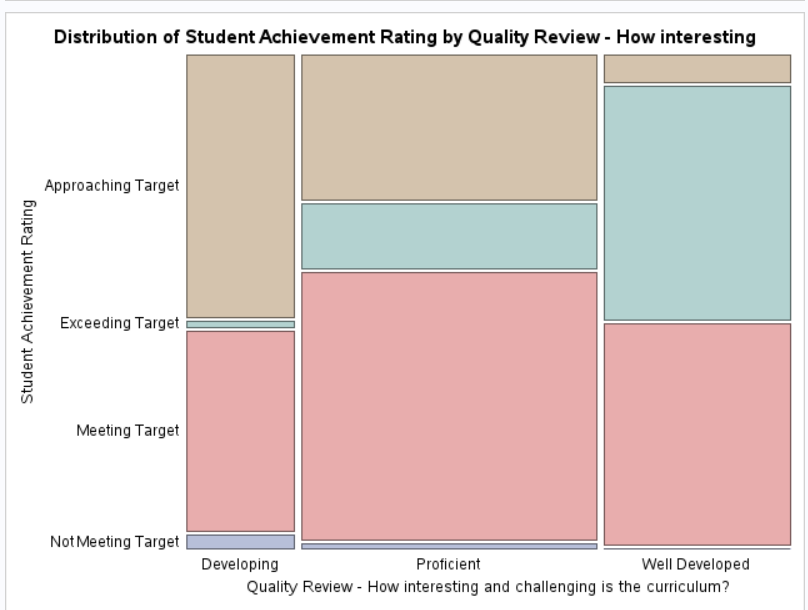 Distribution of Student Achievement Rating by Quality Review - How interesting
Student Achievement Rating
Approaching Target
Exceeding Target
Meeting Target
Not Meeting Target
Developing
Proficient
Well Developed
Quality Review - How interesting and challenging is the curriculum?